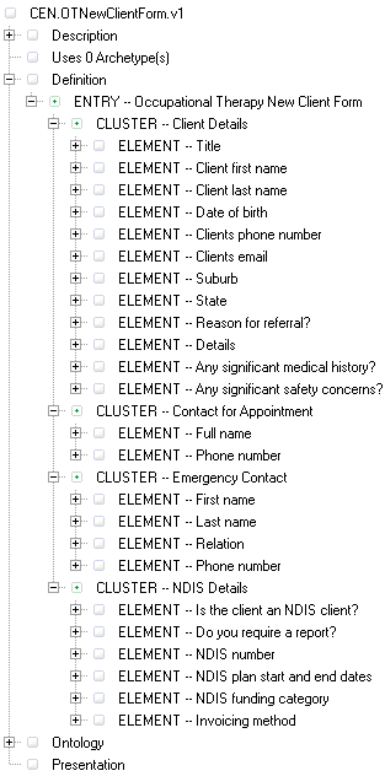 CEN.OTNewClientForm.v1
Description
Uses 0 Archetype(s)
Definition
ENTRY -- Occupational Therapy New Client Form
CLUSTER -- Client Details
ELEMENT -- Title
ELEMENT -- Client first name
ELEMENT -- Client last name
ELEMENT -- Date of birth
ELEMENT -- Clients phone number
ELEMENT -- Clients email
ELEMENT -- Suburb
ELEMENT -- State
ELEMENT -- Reason for referral?
ELEMENT -- Details
ELEMENT -- Any significant medical history?
ELEMENT -- Any significant safety concerns?
CLUSTER -- Contact for Appointment
ELEMENT -- Full name
ELEMENT -- Phone number
CLUSTER -- Emergency Contact
ELEMENT -- First name
ELEMENT -- Last name
ELEMENT -- Relation
ELEMENT -- Phone number
CLUSTER -- NDIS Details
ELEMENT -- Is the client an NDIS client?
ELEMENT -- Do you require a report?
ELEMENT -- NDIS number
ELEMENT -- NDIS plan start and end dates
ELEMENT -- NDIS funding category
ELEMENT -- Invoicing method
Ontology
Presentation